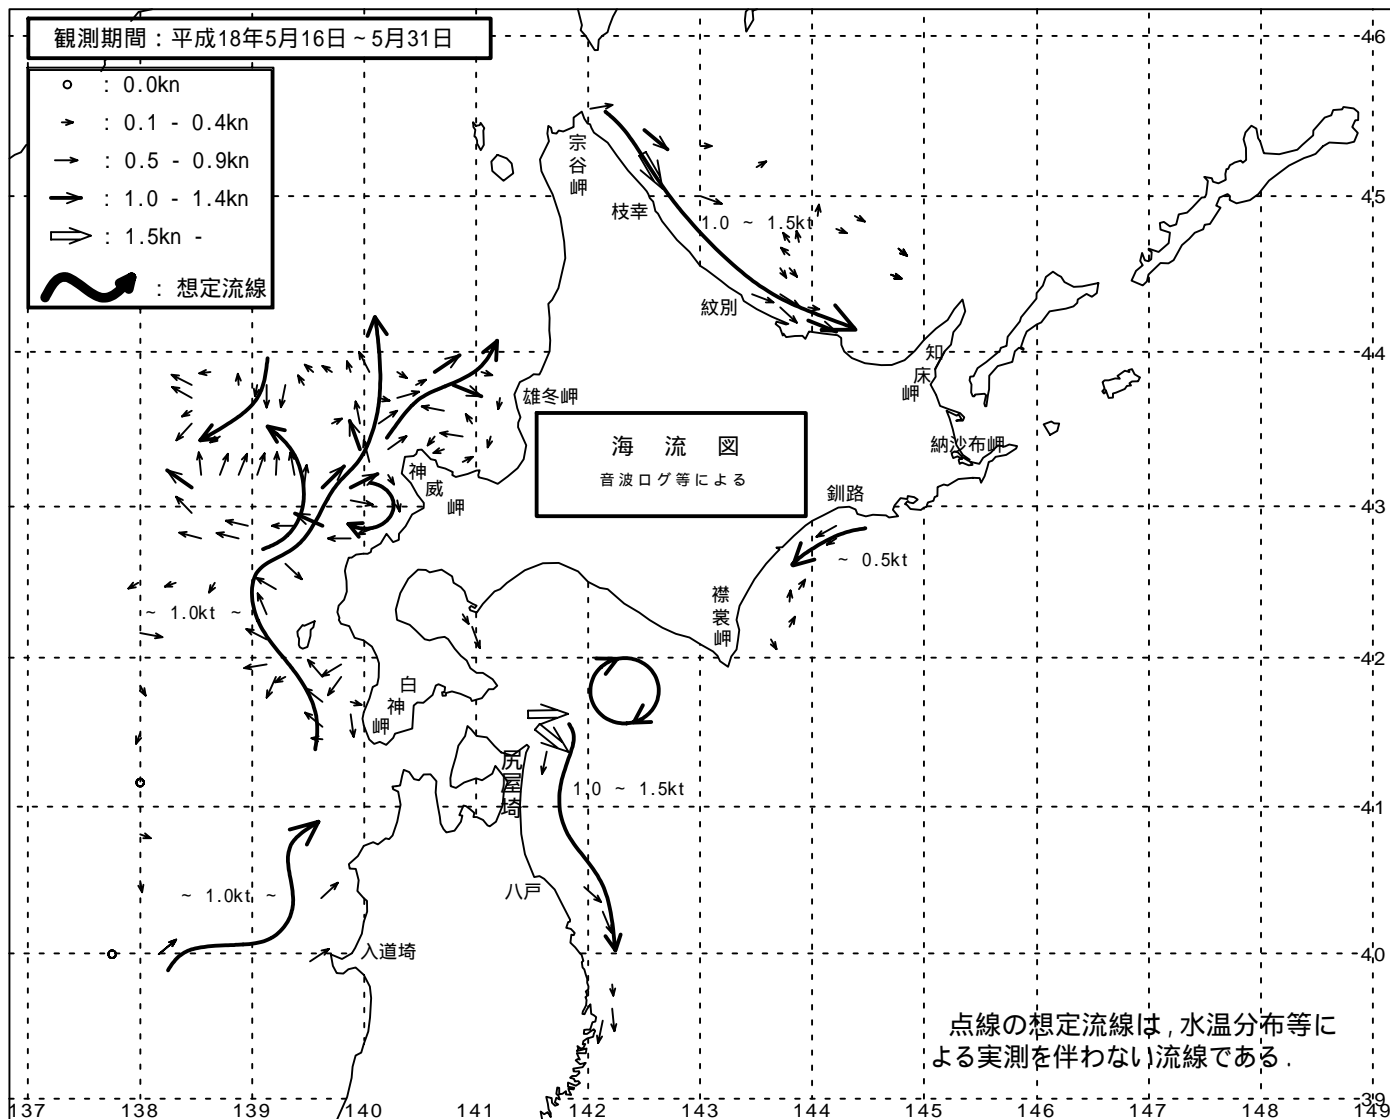 観測期間：平成18年5月16日～5月31日
：0.0kn
：0.1 - 0.4kn
：0.5 - 0.9kn
：1.0 - 1.4kn
：1.5kn -
：想定流線
46
45
44
43
42
41
40
39
宗谷岬
枝幸
1.0 ~ 1.5kt
紋別
知床岬
雄冬岬
海流図
音波ログ等による
納沙布岬
神威岬
釧路
~ 0.5kt
襟裳岬
~ 1.0kt ~
白神岬
尻屋埼
1.0 ~ 1.5kt
八戸
~ 1.0kt ~
入道埼
点線の想定流線は,水温分布等に
よる実測を伴わない流線である.
137 138 139 140 141 142 143 144 145 146 147 148 149